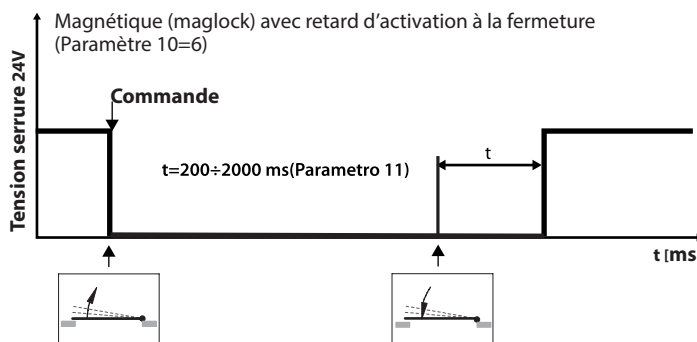 Magnétique (maglock) avec retard d’activation à la fermeture
(Paramètre 10=6)
Tension serrure 24V
Commande
t=200÷2000 ms(Parametro 11)
t
t [ms